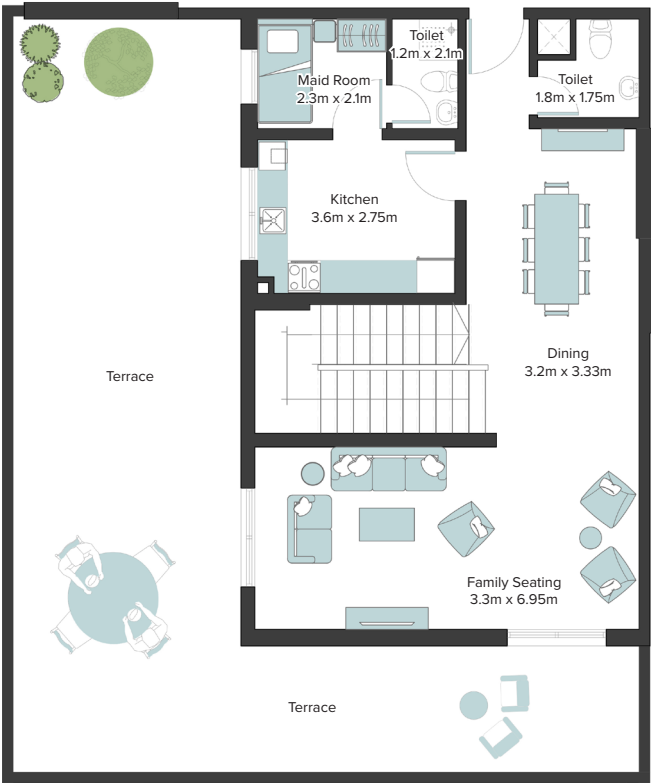 Toilet
1.2m x 2.1m
Maid Room
2.3m x 2.1m
Toilet
1.8m x 1.75m
Kitchen
3.6m x 2.75m
Dining
3.2m x 3.33m
Terrace
Family Seating
3.3m x 6.95m
Terrace